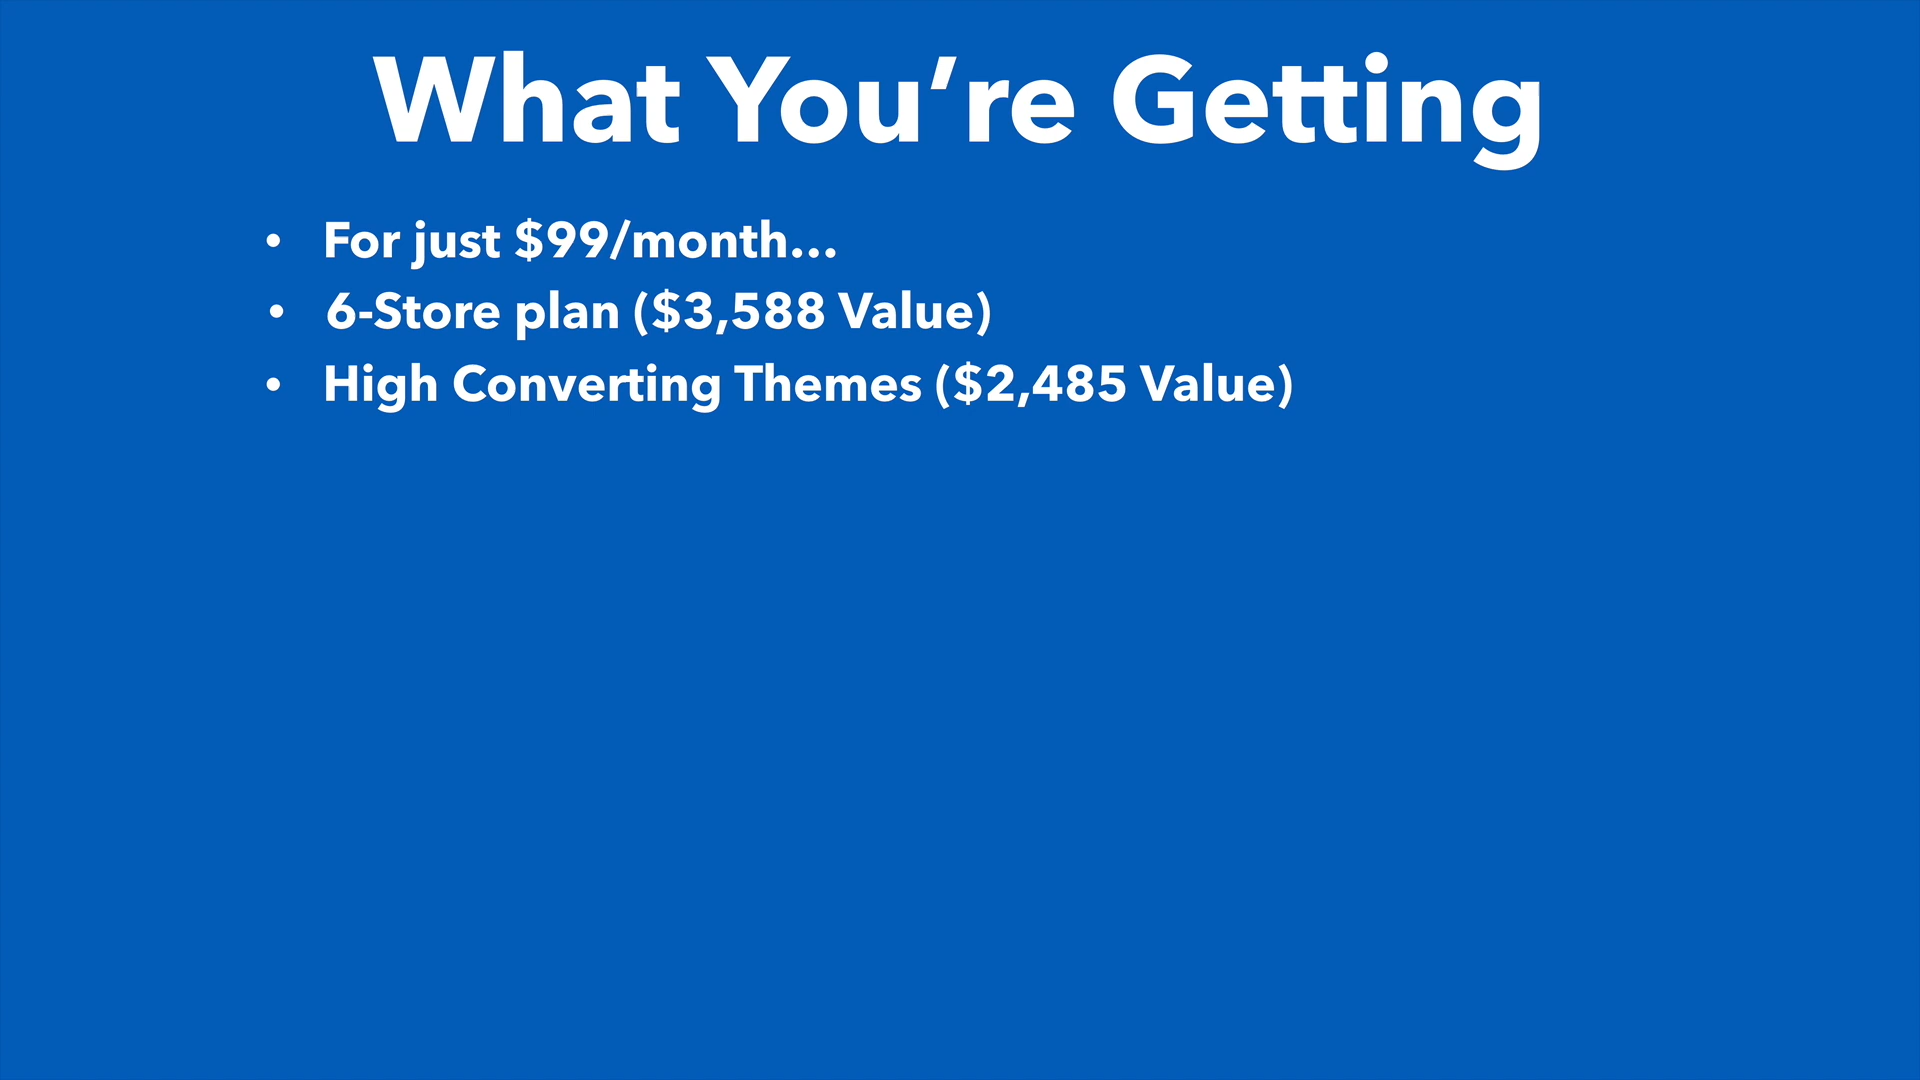 What You’re Getting
• For just $99/month...
• 6-Store plan ($3,588 Value)
• High Converting Themes ($2,485 Value)